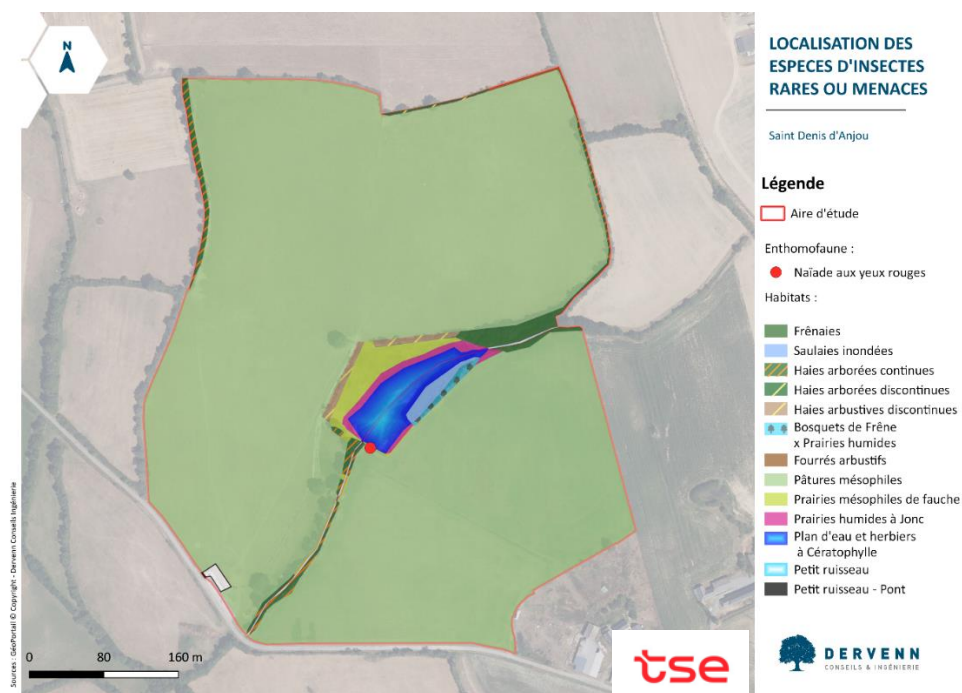 N
LOCALISATION DES
ESPECES D'INSECTES
RARES OU MENACES
Saint Denis d'Anjou
Légende
Aire d'étude
Enthomofaune :
Naïade aux yeux rouges
Habitats :
Frênaies
Saulaies inondées
Haies arborées continues
Haies arborées discontinues
Haies arbustives discontinues
Bosquets de Frêne
x Prairies humides
Fourrés arbustifs
Pâtures mésophiles
Prairies mésophiles de fauche
Prairies humides à Jonc
Plan d'eau et herbiers
à Cératophylle
Petit ruisseau
Petit ruisseau - Pont
Sources : GéoPortail © Copyright - Dervenn Conseils Ingénierie
0 80 160 m
tse
DERVENN
CONSEILS & INGÉNIERIE